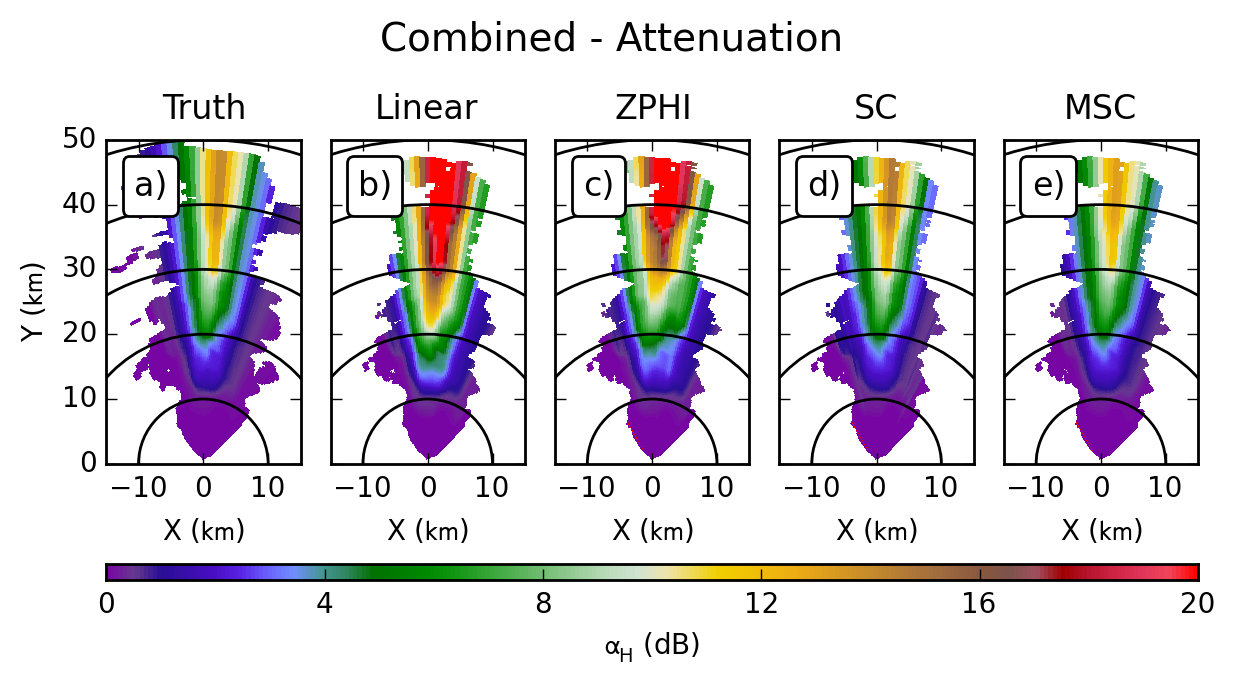 Combined - Attenuation
Truth Linear ZPHI SC MSC
50
40
30
20
10
0
Y (km)
a) b) c) d) e)
−10 0 10 −10 0 10 −10 0 10 −10 0 10 −10 0 10
X (km) X (km) X (km) X (km) X (km)
0 4 8 12 16 20
αH (dB)